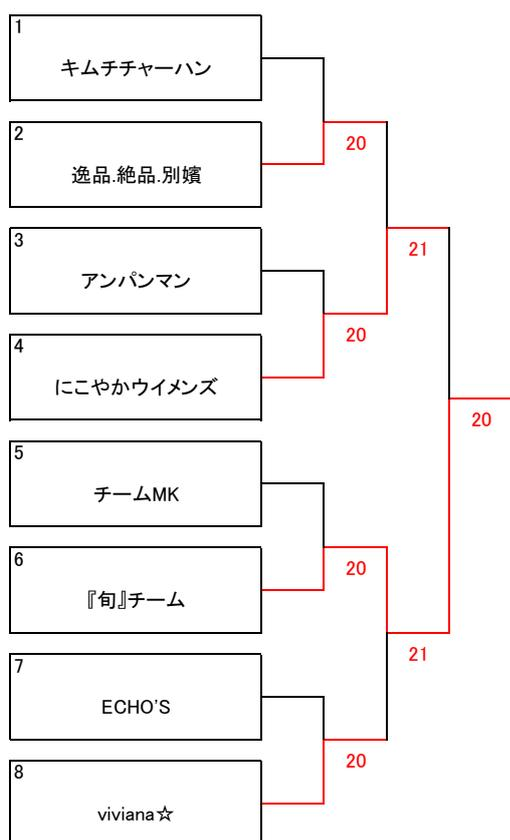 1
キムチチャーハン
20
2
逸品.絶品.別嬪
21
3
アンパンマン
20
4
にこやかウイメンズ
20
5
チームMK
20
6
『旬』チーム
21
7
ECHO'S
20
8
viviana☆